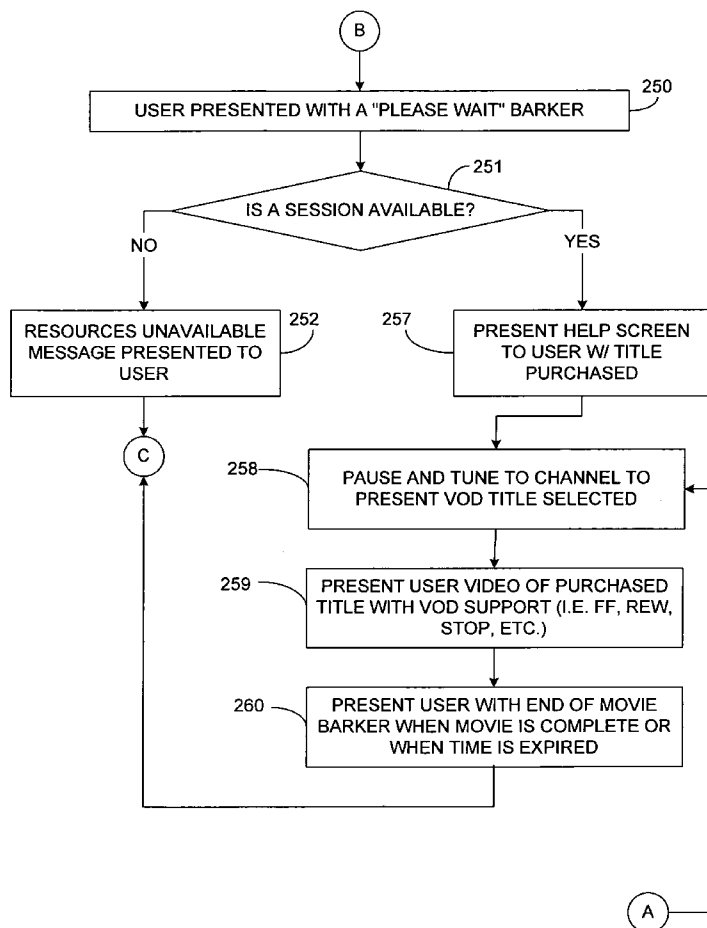 B
USER PRESENTED WITH A "PLEASE WAIT" BARKER
250
251
IS A SESSION AVAILABLE?
NO
YES
RESOURCES UNAVAILABLE
MESSAGE PRESENTED TO
USER
252
257
PRESENT HELP SCREEN
TO USER W/ TITLE
PURCHASED
C
258
PAUSE AND TUNE TO CHANNEL TO
PRESENT VOD TITLE SELECTED
259
PRESENT USER VIDEO OF PURCHASED
TITLE WITH VOD SUPPORT (I.E. FF, REW,
STOP, ETC.)
260
PRESENT USER WITH END OF MOVIE
BARKER WHEN MOVIE IS COMPLETE OR
WHEN TIME IS EXPIRED
A